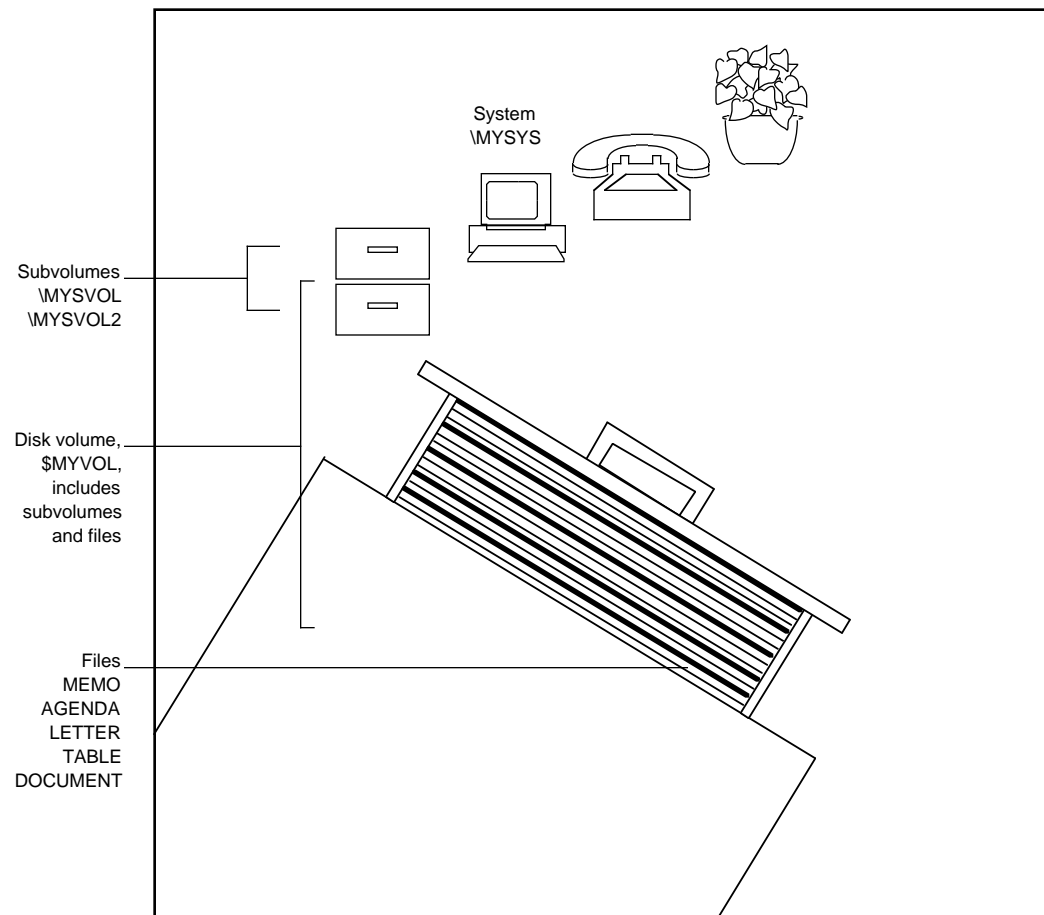 System
\MYSYS
Subvolumes
\MYSVOL
\MYSVOL2
Disk volume,
$MYVOL,
includes
subvolumes
and files
Files
MEMO
AGENDA
LETTER
TABLE
DOCUMENT